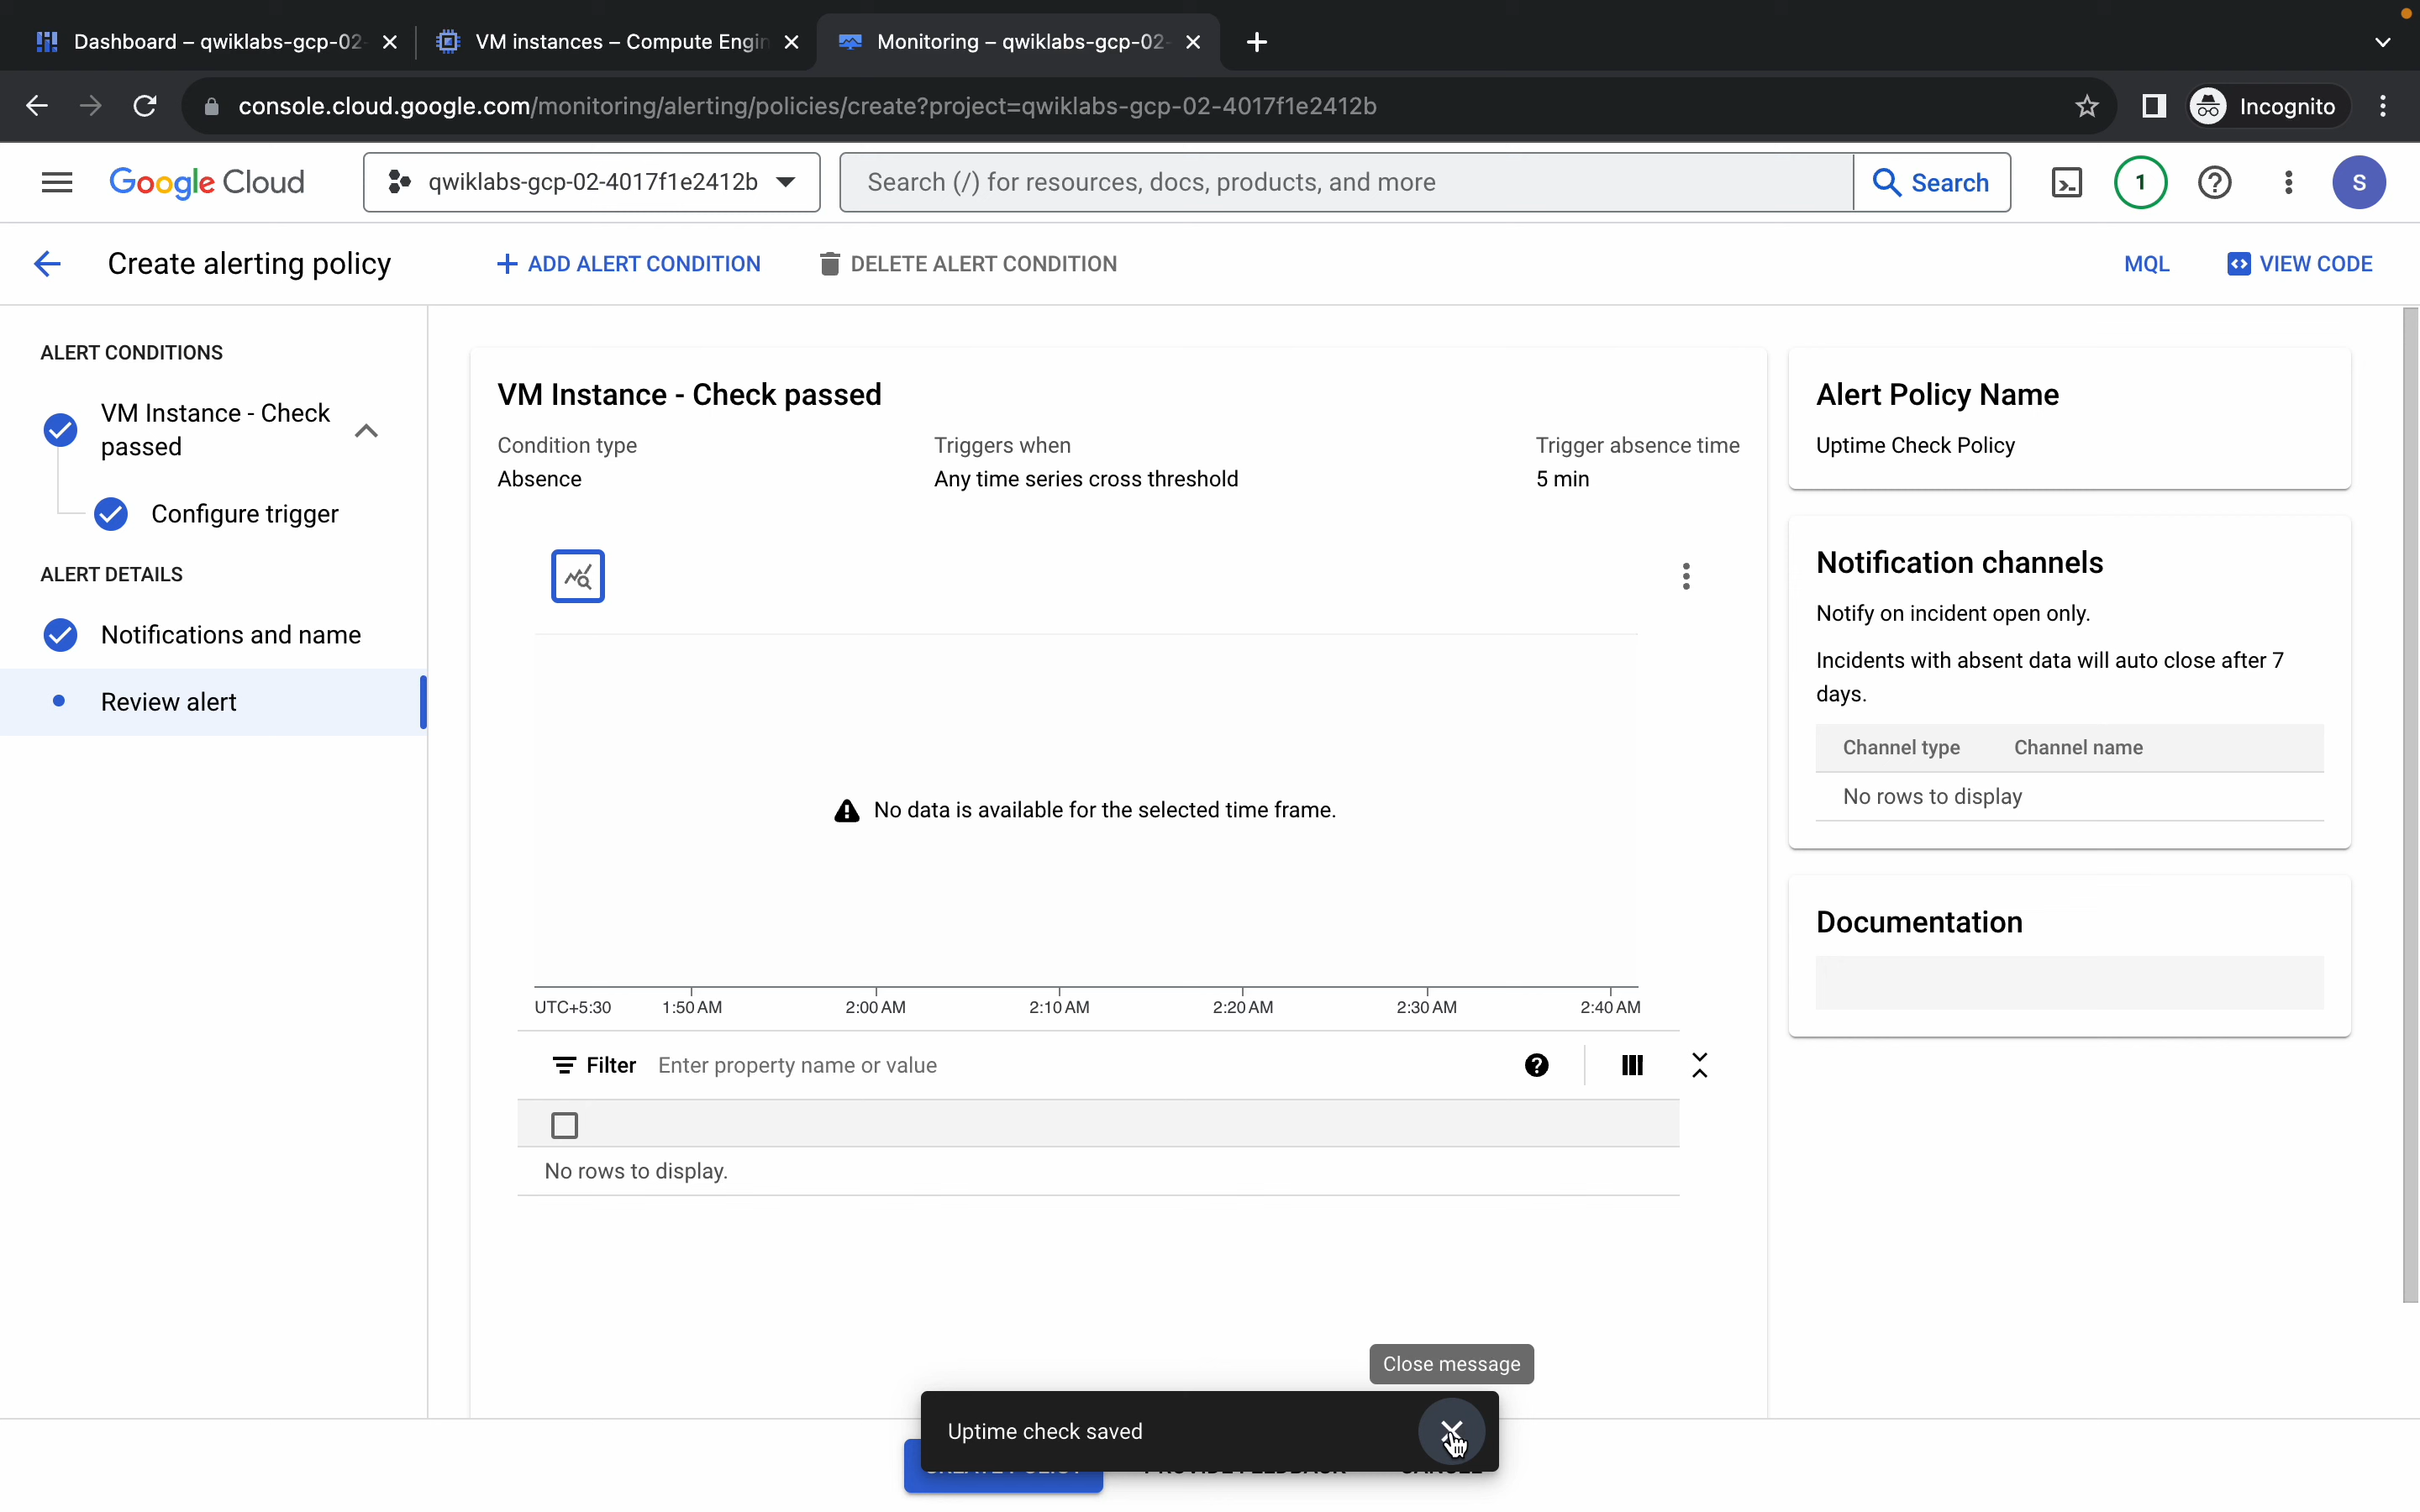 Dashboard – qwiklabs-gcp-02-
VM instances – Compute Engin
Monitoring – qwiklabs-gcp-02-
console.cloud.google.com/monitoring/alerting/policies/create?project=qwiklabs-gcp-02-4017f1e2412b
Incognito
Google Cloud
qwiklabs-gcp-02-4017f1e2412b
Search (/) for resources, docs, products, and more
Search
1
S
Create alerting policy
ADD ALERT CONDITION
DELETE ALERT CONDITION
MQL
VIEW CODE
ALERT CONDITIONS
VM Instance - Check
passed
Configure trigger
ALERT DETAILS
Notifications and name
Review alert
VM Instance - Check passed
Condition type
Absence
Triggers when
Any time series cross threshold
Trigger absence time
5 min
No data is available for the selected time frame.
UTC+5:30 1:50 AM 2:00 AM 2:10 AM 2:20 AM 2:30 AM 2:40 AM
Filter Enter property name or value
No rows to display.
Alert Policy Name
Uptime Check Policy
Notification channels
Notify on incident open only.
Incidents with absent data will auto close after 7
days.
Channel type Channel name
No rows to display
Documentation
Close message
Uptime check saved